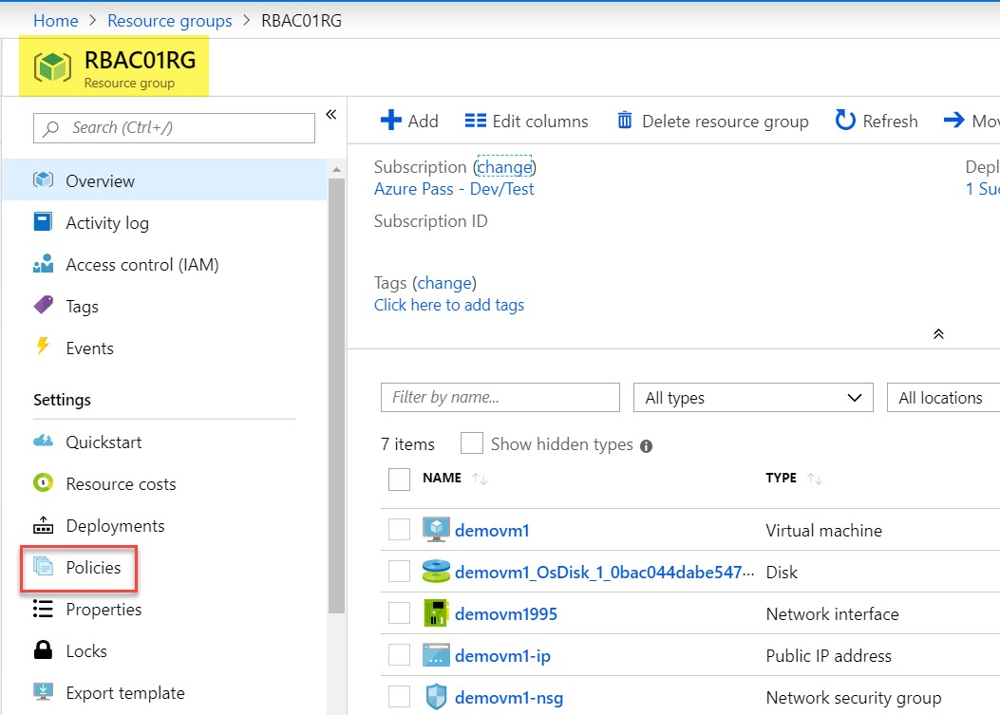 Home > Resource groups > RBAC01RG
RBAC01RG
Resource group
Search (Ctrl+/)
«
Overview
Activity log
Access control (IAM)
Tags
Events
Settings
Quickstart
Resource costs
Deployments
Policies
Properties
Locks
Export template
Add Edit columns Delete resource group Refresh Mov
Subscription (change)
Azure Pass - Dev/Test
Subscription ID
Depl
1 Suc
Tags (change)
Click here to add tags
Filter by name...
All types
All locations
7 items Show hidden types
NAME TYPE
demovm1 Virtual machine
demovm1_OsDisk_1_0bac044dabe547··· Disk
demovm1995 Network interface
demovm1-ip Public IP address
demovm1-nsg Network security group